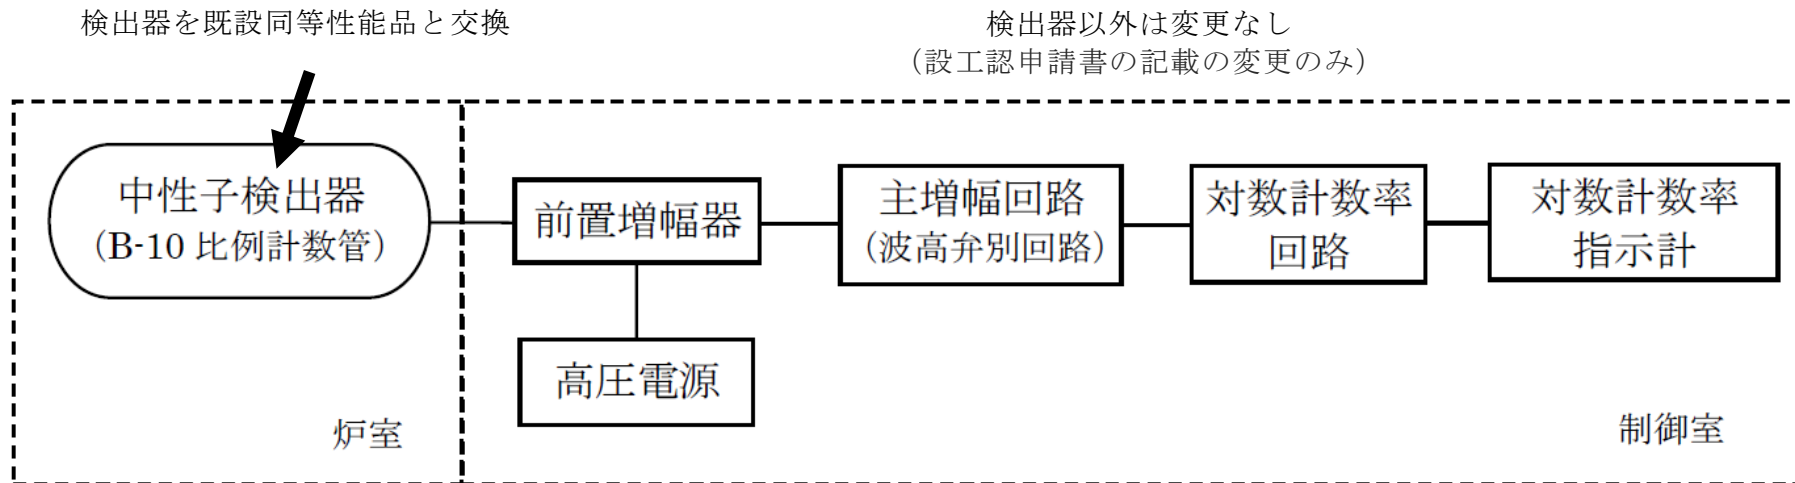 検出器を既設同等性能品と交換
検出器以外は変更なし
（設工認申請書の記載の変更のみ）
中性子検出器
（B-10 比例計数管）
前置増幅器
主増幅回路
（波高弁別回路）
対数計数率
回路
対数計数率
指示計
高圧電源
炉室
制御室